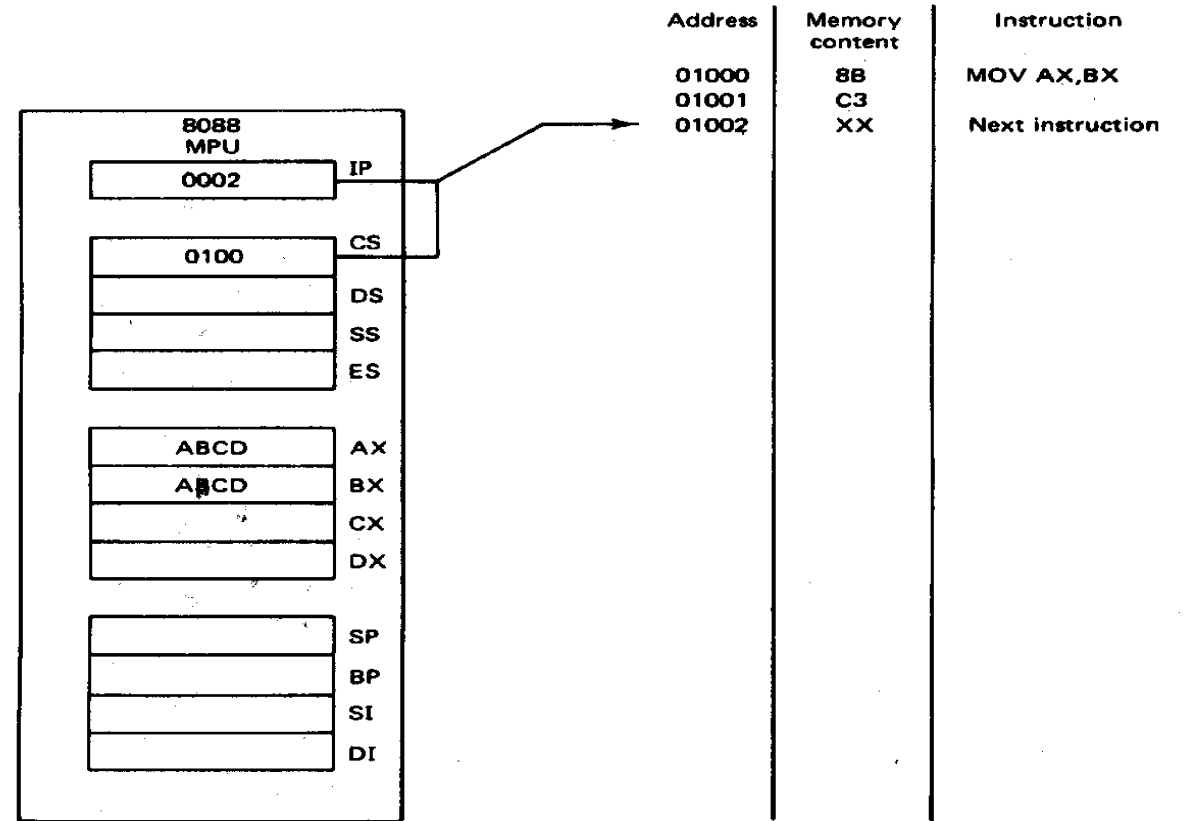 Address Memory content Instruction
01000 8B MOV AX,BX
01001 C3
01002 XX Next instruction
8088
MPU
0002 IP
0100 CS
DS
SS
ES
ABCD AX
ABCD BX
CX
DX
SP
BP
SI
DI